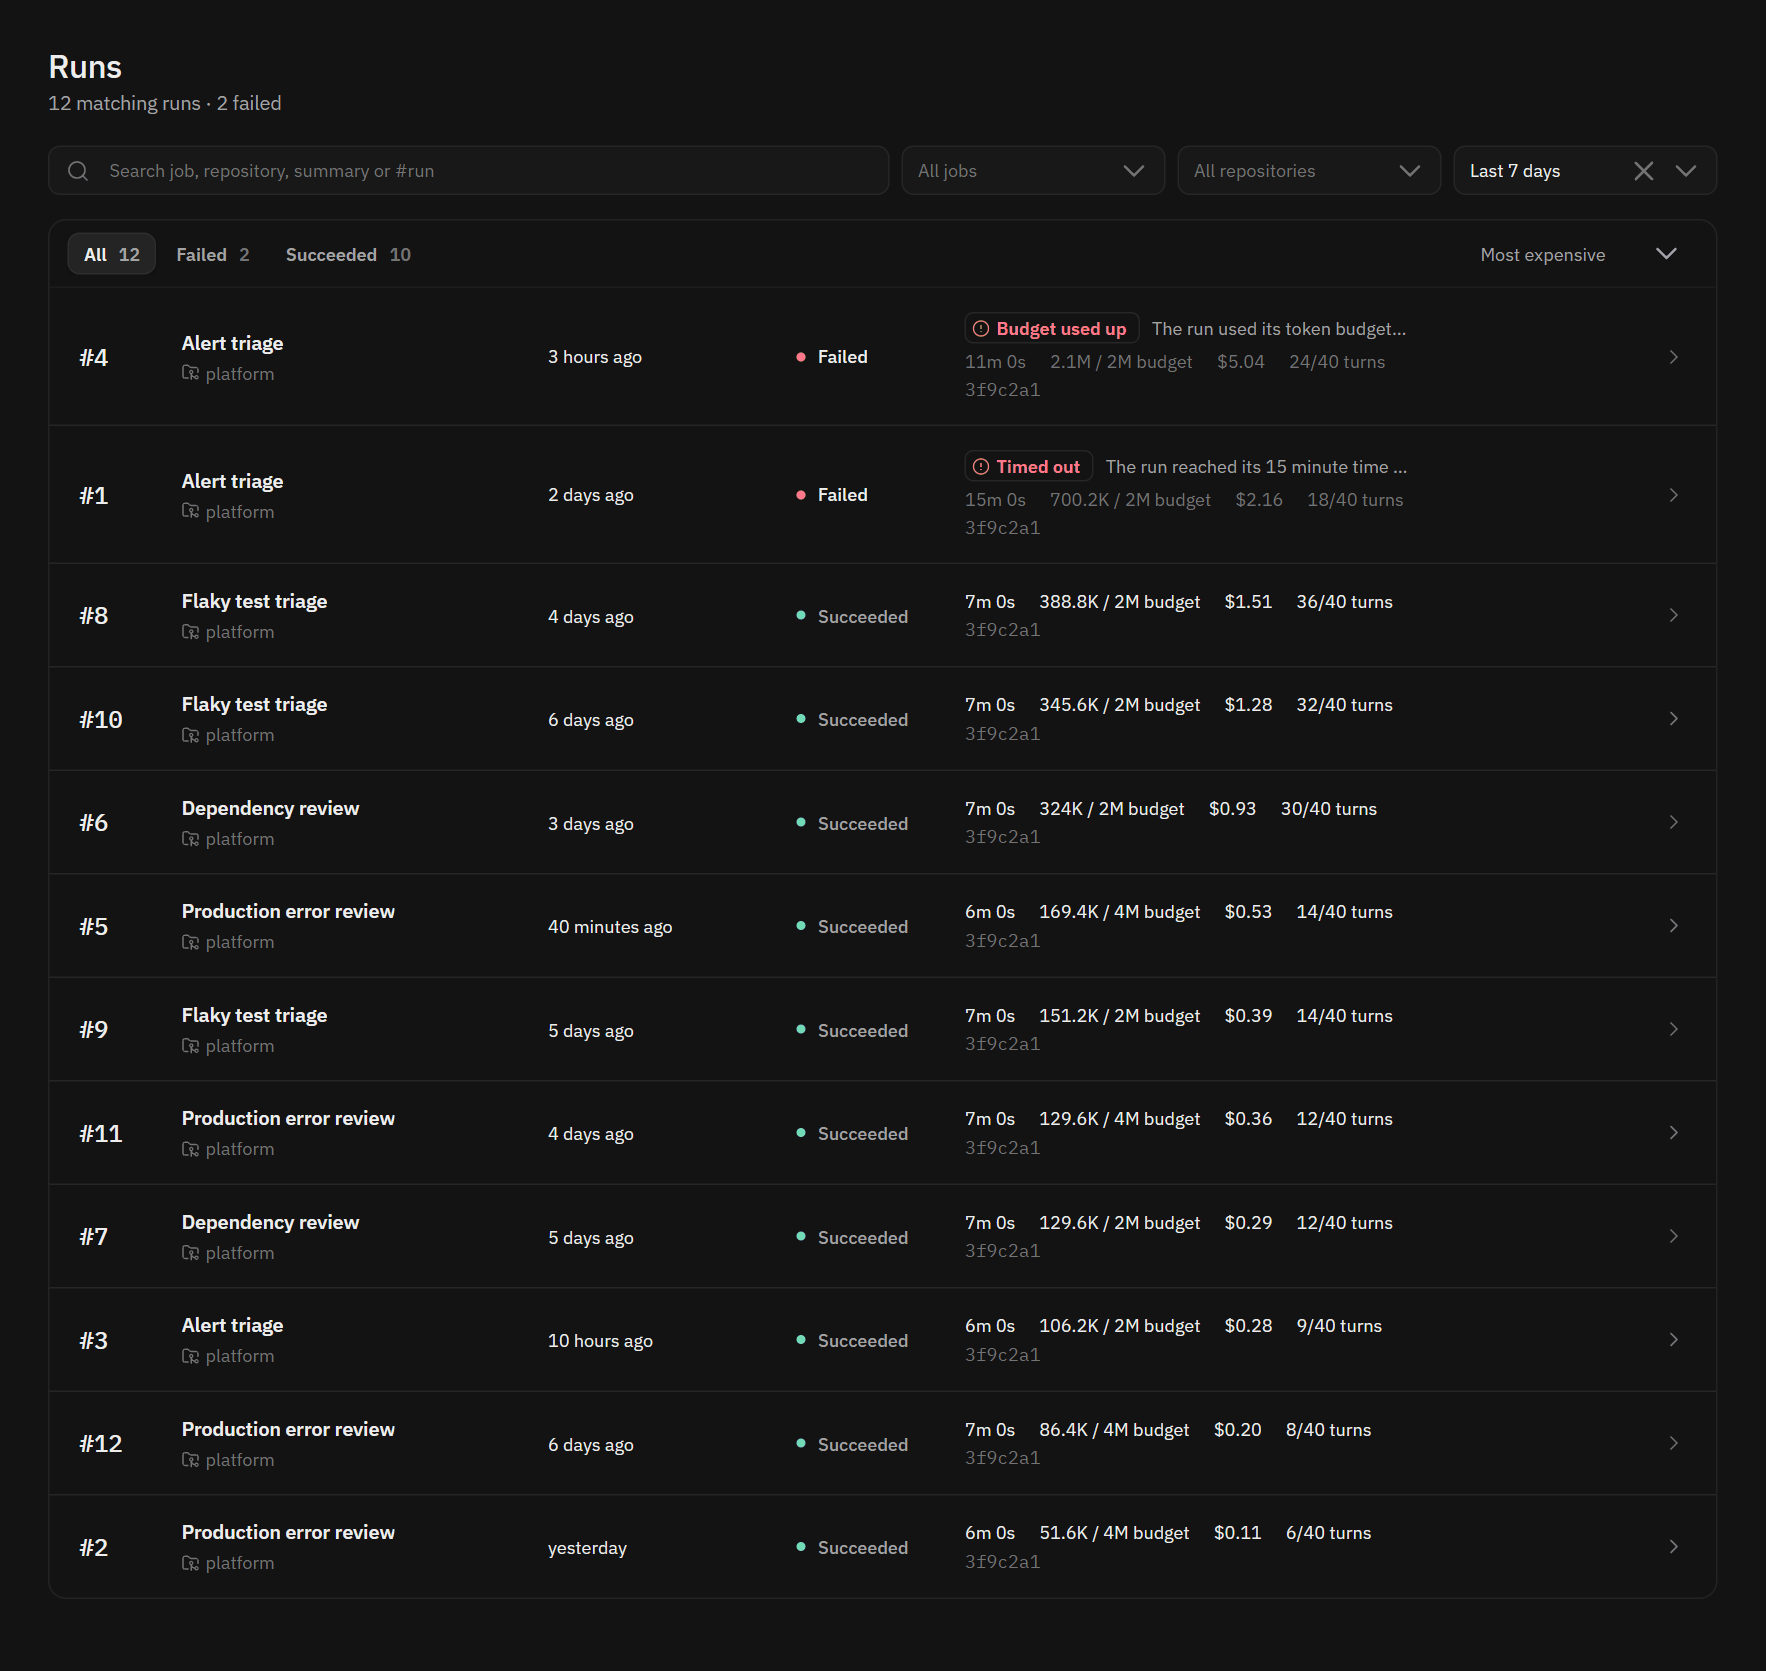 Runs
12 matching runs · 2 failed
Search job, repository, summary or #run
All jobs
All repositories
Last 7 days
All 12
Failed 2
Succeeded 10
Most expensive
#4
Alert triage
platform
3 hours ago
Failed
Budget used up The run used its token budget...
11m 0s 2.1M / 2M budget $5.04 24/40 turns
3f9c2a1
#1
Alert triage
platform
2 days ago
Failed
Timed out The run reached its 15 minute time ...
15m 0s 700.2K / 2M budget $2.16 18/40 turns
3f9c2a1
#8
Flaky test triage
platform
4 days ago
Succeeded
7m 0s 388.8K / 2M budget $1.51 36/40 turns
3f9c2a1
#10
Flaky test triage
platform
6 days ago
Succeeded
7m 0s 345.6K / 2M budget $1.28 32/40 turns
3f9c2a1
#6
Dependency review
platform
3 days ago
Succeeded
7m 0s 324K / 2M budget $0.93 30/40 turns
3f9c2a1
#5
Production error review
platform
40 minutes ago
Succeeded
6m 0s 169.4K / 4M budget $0.53 14/40 turns
3f9c2a1
#9
Flaky test triage
platform
5 days ago
Succeeded
7m 0s 151.2K / 2M budget $0.39 14/40 turns
3f9c2a1
#11
Production error review
platform
4 days ago
Succeeded
7m 0s 129.6K / 4M budget $0.36 12/40 turns
3f9c2a1
#7
Dependency review
platform
5 days ago
Succeeded
7m 0s 129.6K / 2M budget $0.29 12/40 turns
3f9c2a1
#3
Alert triage
platform
10 hours ago
Succeeded
6m 0s 106.2K / 2M budget $0.28 9/40 turns
3f9c2a1
#12
Production error review
platform
6 days ago
Succeeded
7m 0s 86.4K / 4M budget $0.20 8/40 turns
3f9c2a1
#2
Production error review
platform
yesterday
Succeeded
6m 0s 51.6K / 4M budget $0.11 6/40 turns
3f9c2a1